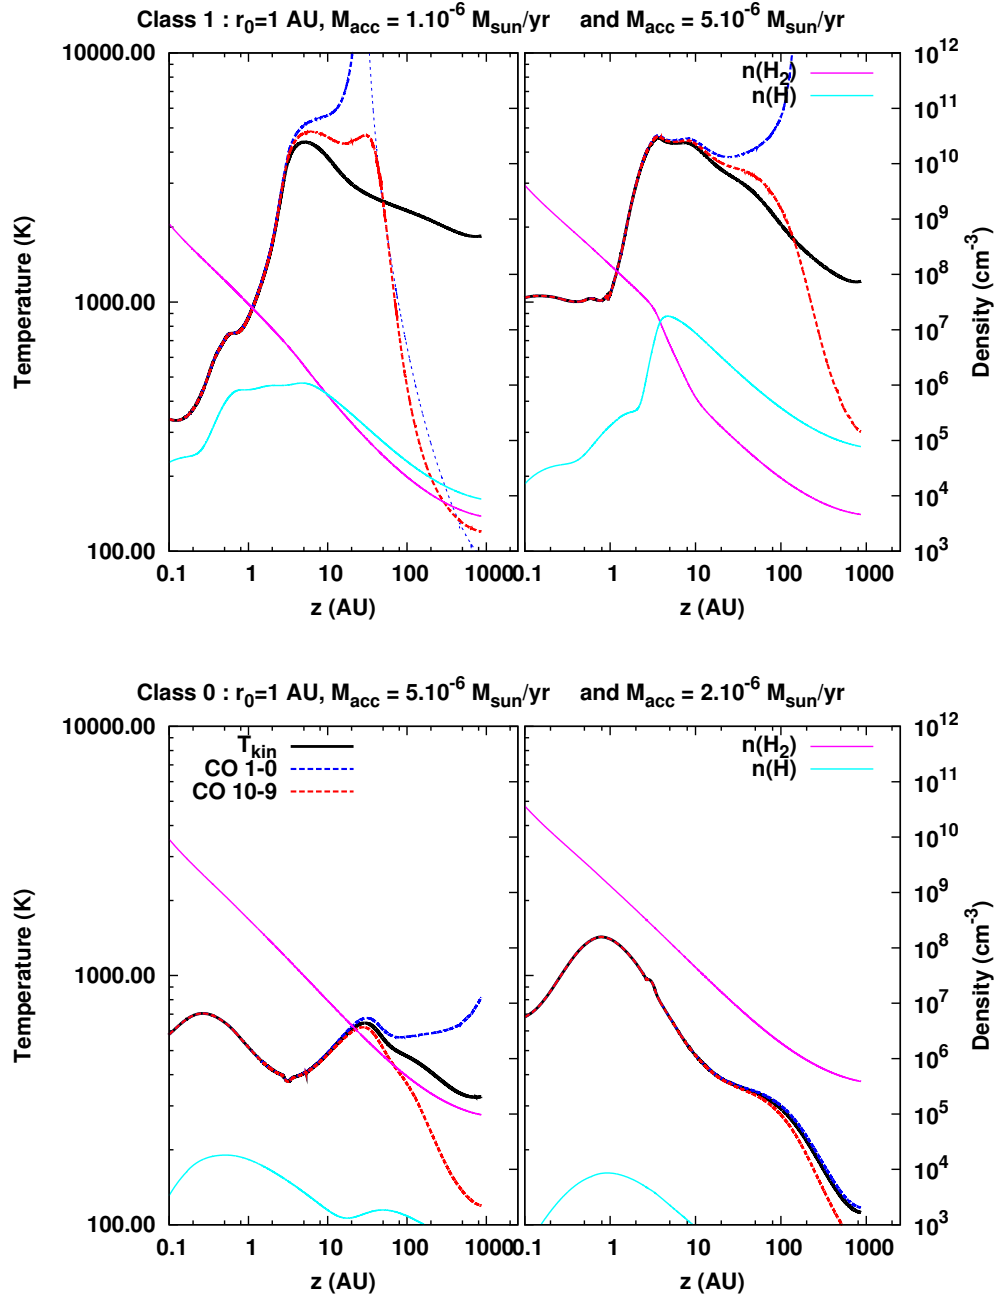 Class 1 : r₀=1 AU, Mₐcc = 1.10⁻⁶ Mₛᵤₙ/yr and Mₐcc = 5.10⁻⁶ Mₛᵤₙ/yr
10000.00
1000.00
100.00
Temperature (K)
0.1 1 10 100 1000
z (AU)
n(H₂)
n(H)
10¹²
10¹¹
10¹⁰
10⁹
10⁸
10⁷
10⁶
10⁵
10⁴
10³
Density (cm⁻³)
0.1 1 10 100 1000
z (AU)
Class 0 : r₀=1 AU, Mₐcc = 5.10⁻⁶ Mₛᵤₙ/yr and Mₐcc = 2.10⁻⁶ Mₛᵤₙ/yr
10000.00
1000.00
100.00
Temperature (K)
Tkin
CO 1-0
CO 10-9
0.1 1 10 100 1000
z (AU)
n(H₂)
n(H)
10¹²
10¹¹
10¹⁰
10⁹
10⁸
10⁷
10⁶
10⁵
10⁴
10³
Density (cm⁻³)
0.1 1 10 100 1000
z (AU)